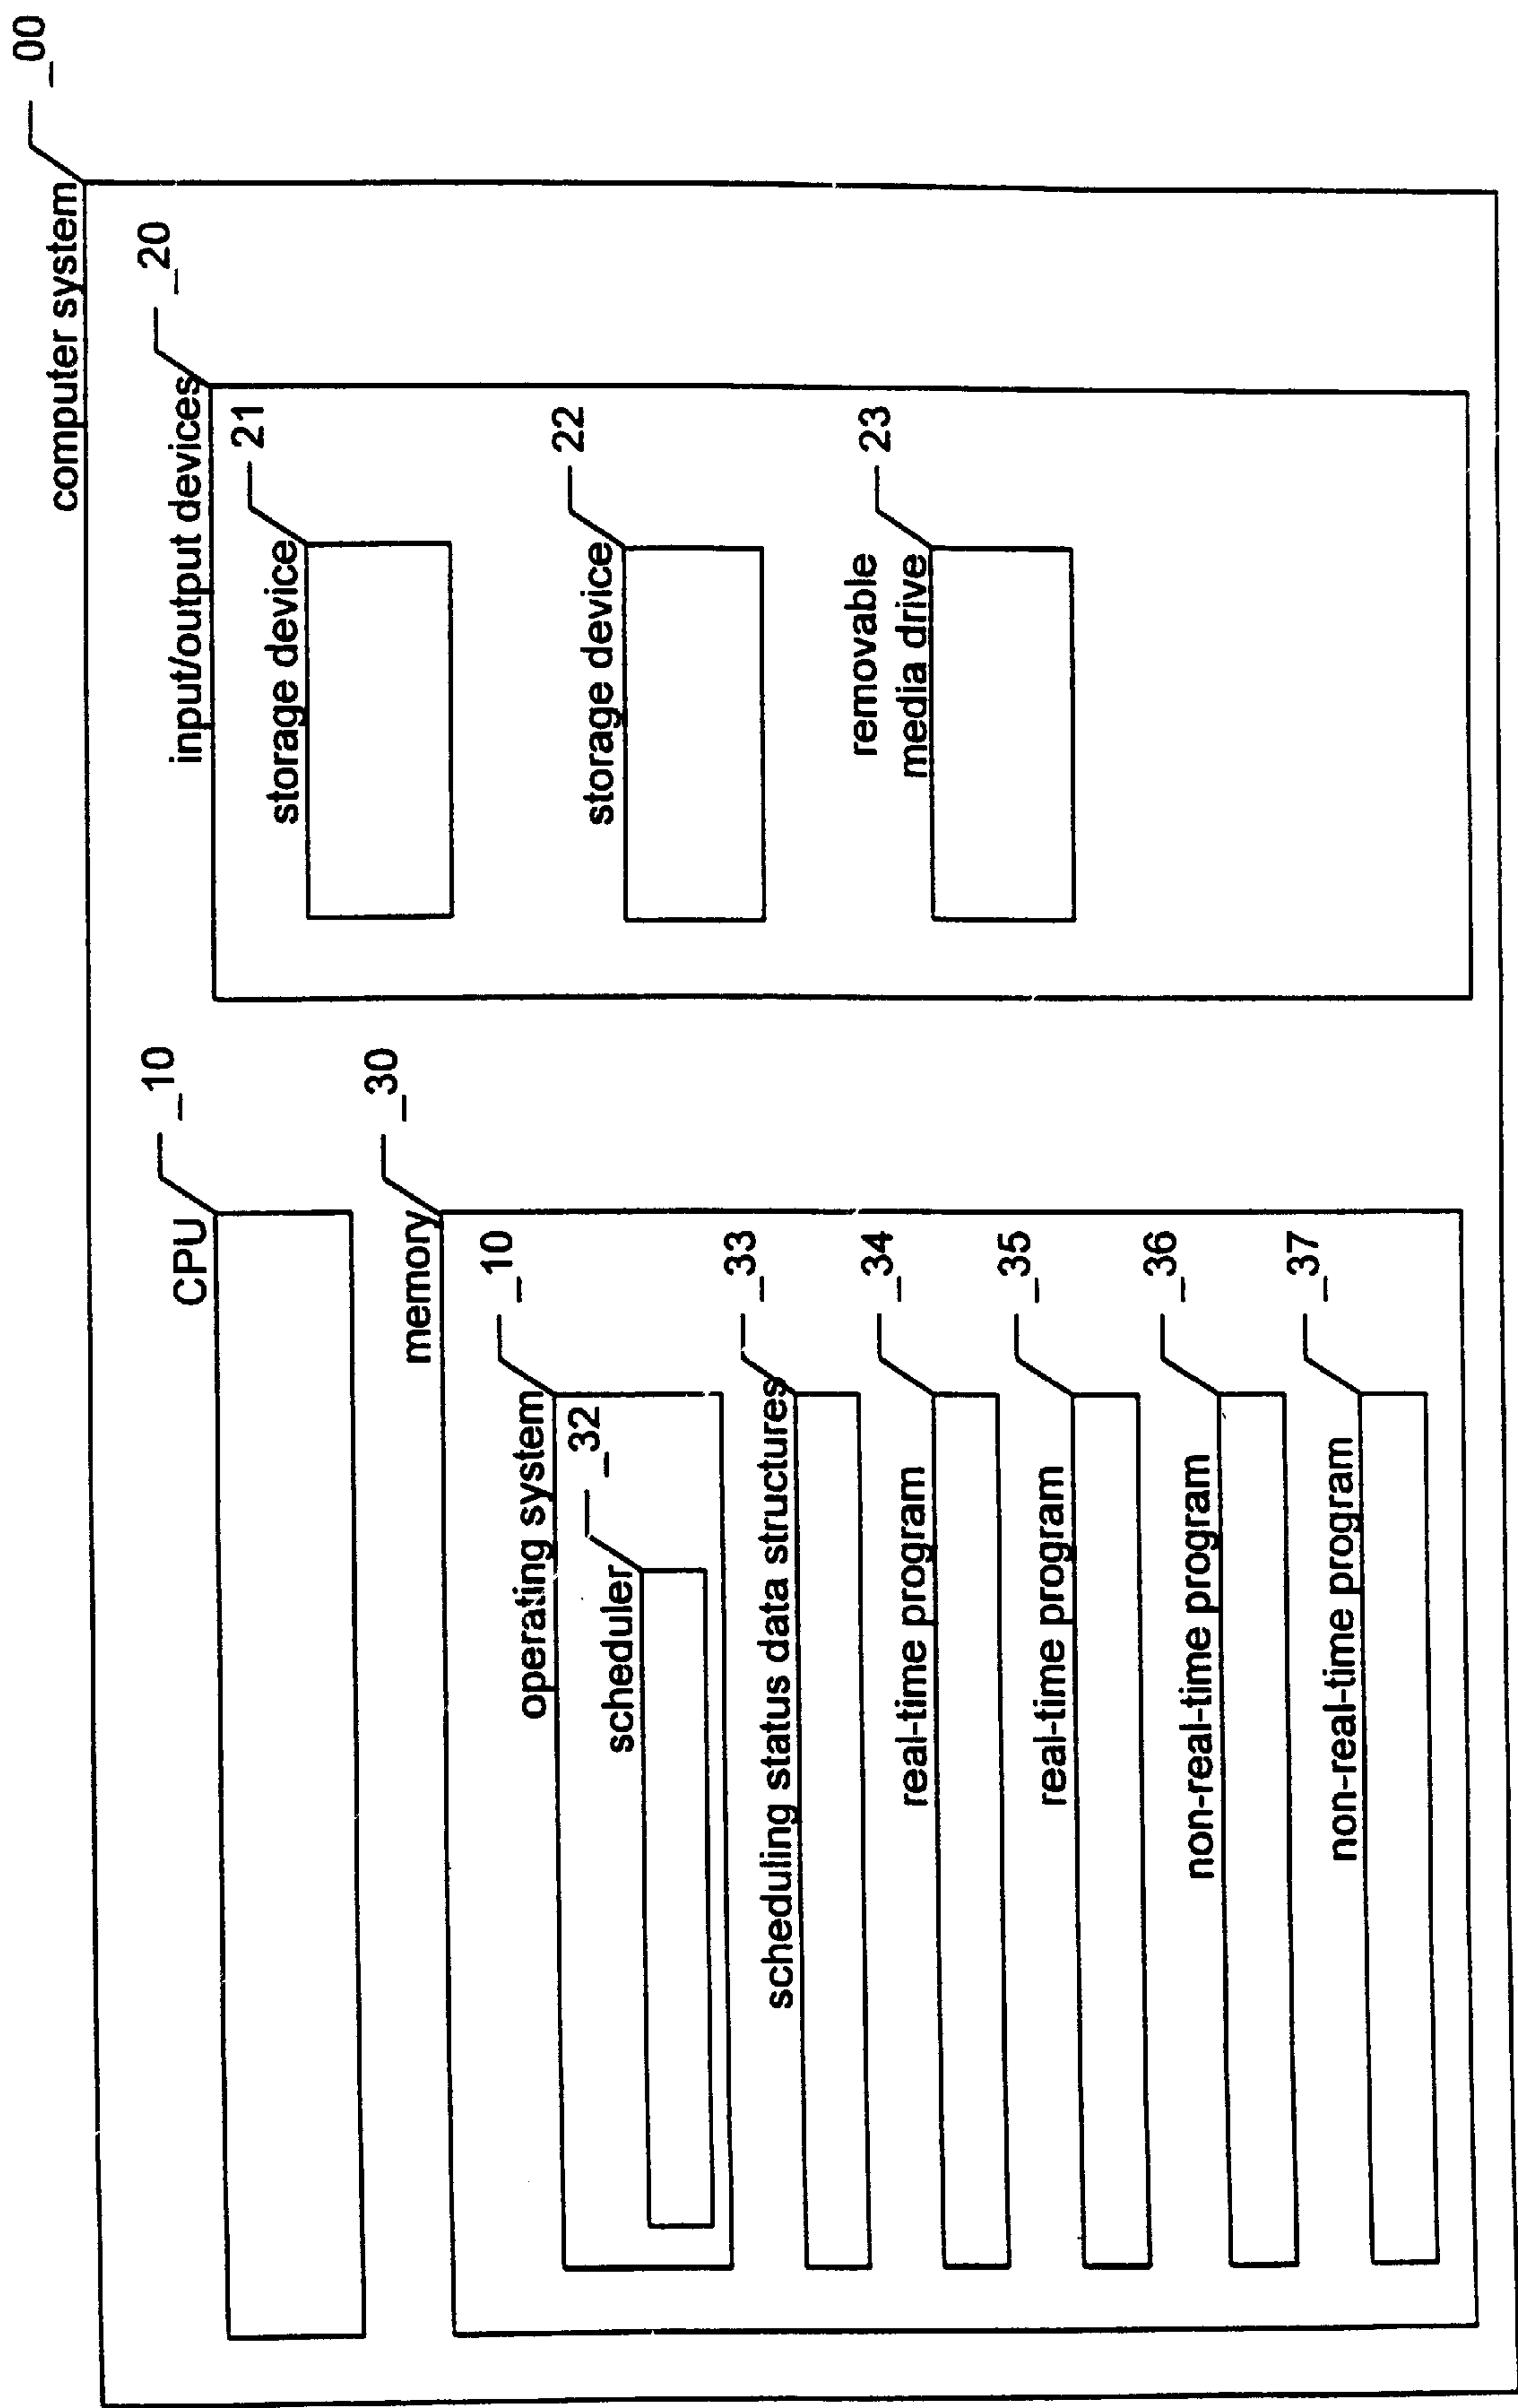 computer system
_00
CPU
_10
input/output devices
_20
storage device
21
storage device
22
removable
media drive
23
memory
_30
operating system
_10
scheduler
_32
scheduling status data structures
_33
real-time program
_34
real-time program
_35
non-real-time program
_36
non-real-time program
_37